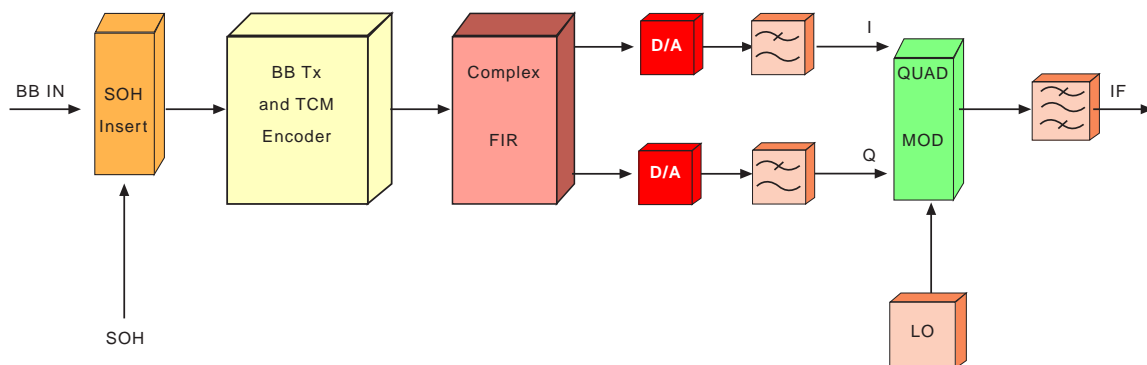 BB IN
SOH
Insert
SOH
BB Tx
and TCM
Encoder
Complex
FIR
D/A
D/A
I
Q
QUAD
MOD
LO
IF